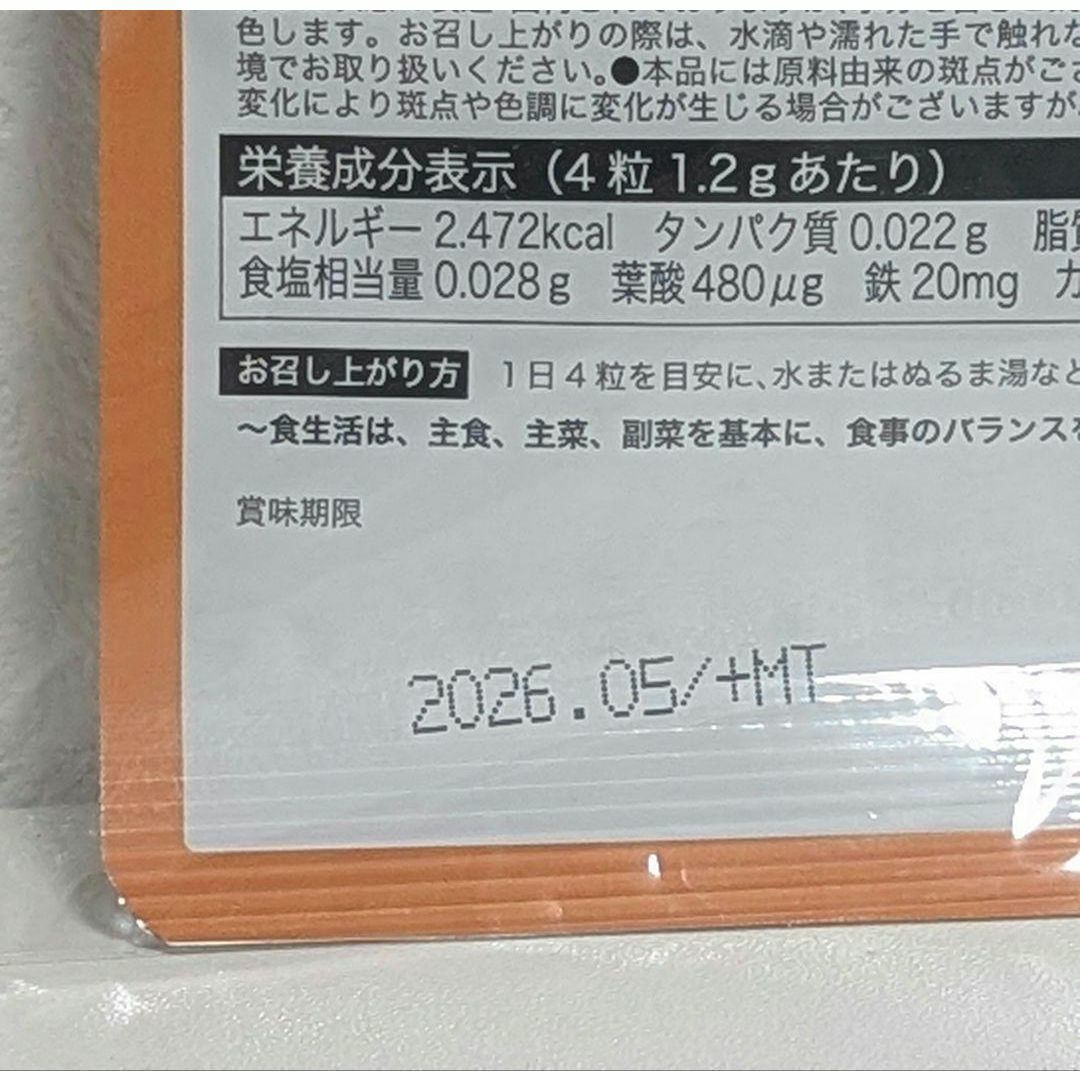 色します。お召し上がりの際は、水滴や濡れた手で触れな
境でお取り扱いください。●本品には原料由来の斑点がござ
変化により斑点や色調に変化が生じる場合がございますが
栄養成分表示（4粒1.2gあたり）
エネルギー2.472kcal タンパク質0.022g 脂質
食塩相当量0.028g 葉酸480μg 鉄20mg カ
お召し上がり方 1日4粒を目安に、水またはぬるま湯など
～食生活は、主食、主菜、副菜を基本に、食事のバランスを
賞味期限
2026.05/+MT